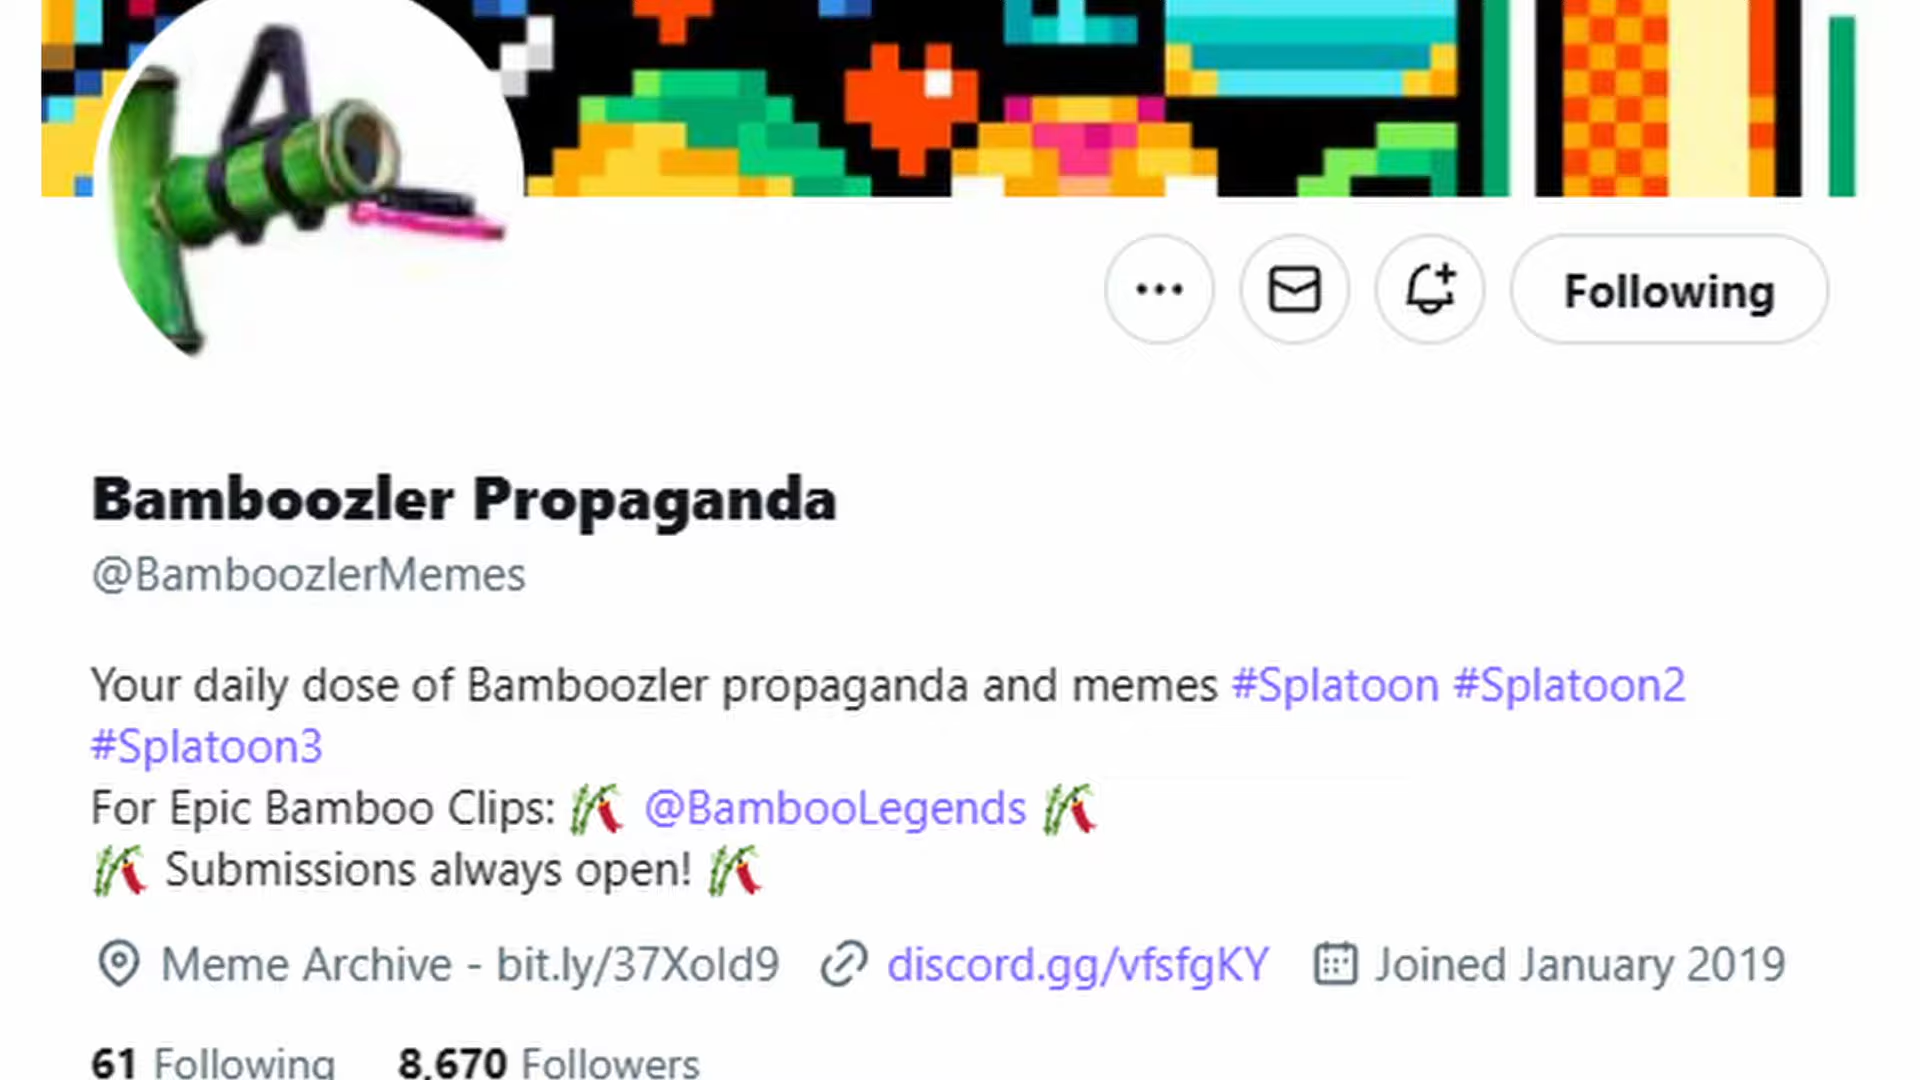 Following
Bamboozler Propaganda
@BamboozlerMemes
Your daily dose of Bamboozler propaganda and memes #Splatoon #Splatoon2
#Splatoon3
For Epic Bamboo Clips: 🎋🌶️ @BambooLegends 🎋🌶️
🎋🌶️ Submissions always open! 🎋🌶️
Meme Archive - bit.ly/37Xold9 discord.gg/vfsfgKY Joined January 2019
61 Following 8,670 Followers